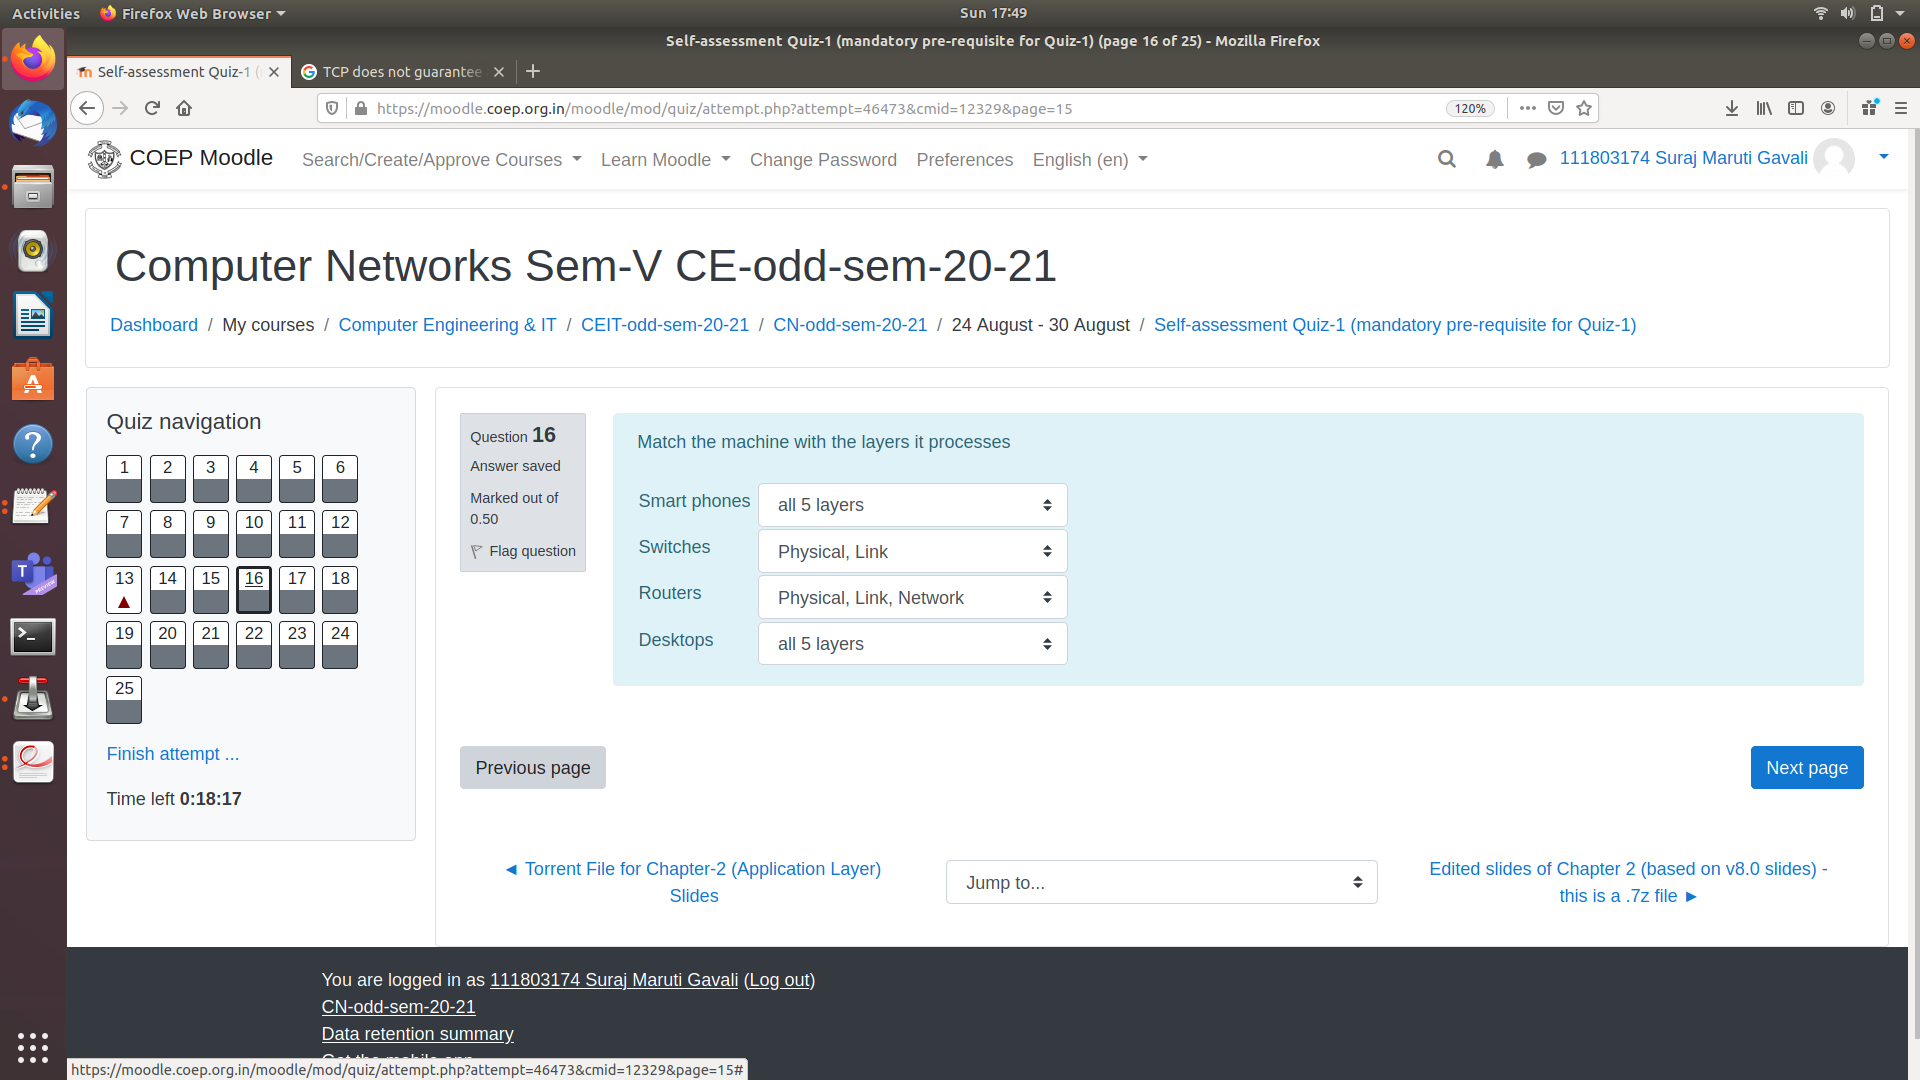 Activities
Firefox Web Browser
Sun 17:49
Self-assessment Quiz-1 (mandatory pre-requisite for Quiz-1) (page 16 of 25) - Mozilla Firefox
Self-assessment Quiz-1 (
TCP does not guarantee
https://moodle.coep.org.in/moodle/mod/quiz/attempt.php?attempt=46473&cmid=12329&page=15
120%
COEP Moodle
Search/Create/Approve Courses
Learn Moodle
Change Password
Preferences
English (en)
111803174 Suraj Maruti Gavali
Computer Networks Sem-V CE-odd-sem-20-21
Dashboard / My courses / Computer Engineering & IT / CEIT-odd-sem-20-21 / CN-odd-sem-20-21 / 24 August - 30 August / Self-assessment Quiz-1 (mandatory pre-requisite for Quiz-1)
Quiz navigation
1 2 3 4 5 6
7 8 9 10 11 12
13 14 15 16 17 18
19 20 21 22 23 24
25
Finish attempt ...
Time left 0:18:17
Question 16
Answer saved
Marked out of
0.50
Flag question
Match the machine with the layers it processes
Smart phones all 5 layers
Switches Physical, Link
Routers Physical, Link, Network
Desktops all 5 layers
Previous page
Next page
◄ Torrent File for Chapter-2 (Application Layer)
Slides
Jump to...
Edited slides of Chapter 2 (based on v8.0 slides) -
this is a .7z file ►
You are logged in as 111803174 Suraj Maruti Gavali (Log out)
CN-odd-sem-20-21
Data retention summary
Get the mobile app
https://moodle.coep.org.in/moodle/mod/quiz/attempt.php?attempt=46473&cmid=12329&page=15#